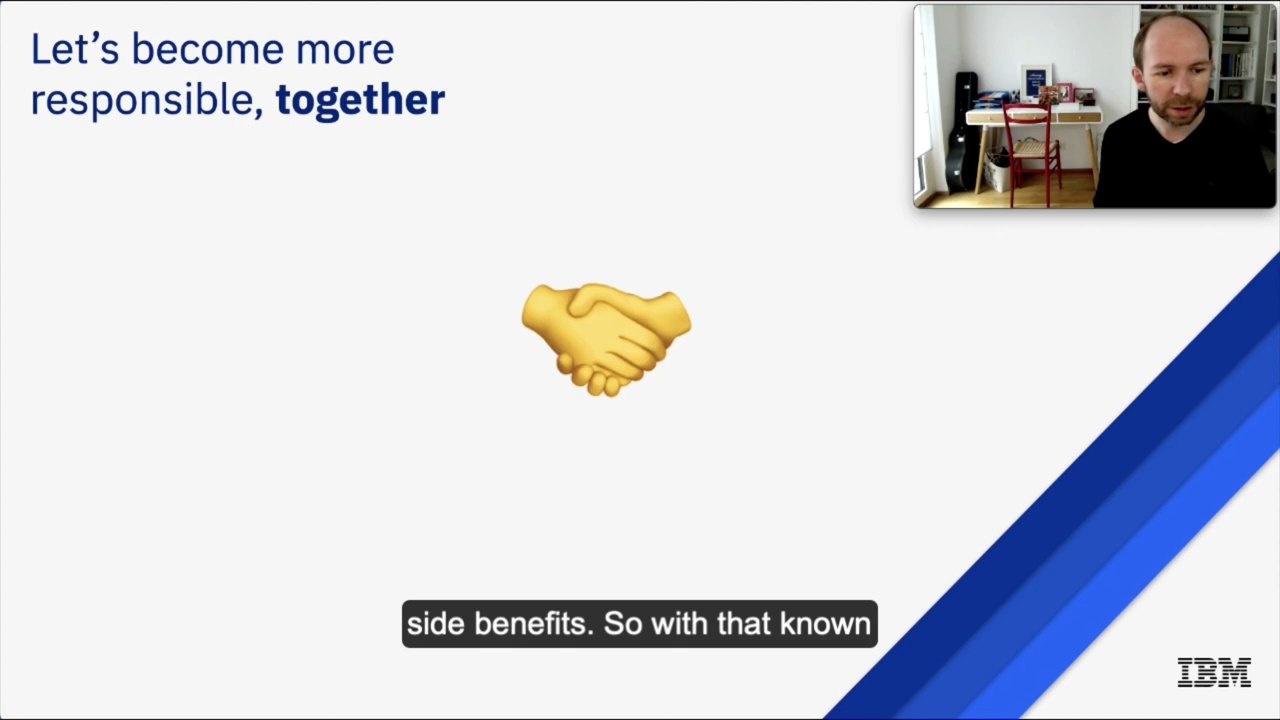 Let’s become more
responsible, together
side benefits. So with that known
IBM